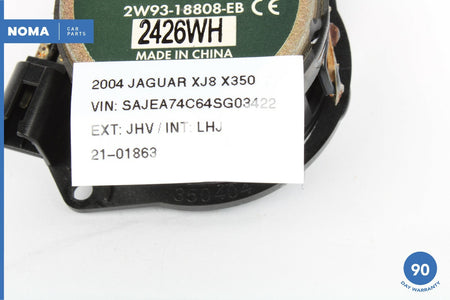 NOMA
CAR
PARTS
2W93-18808-EB CE
2426WH
MADE IN CHINA
2004 JAGUAR XJ8 X350
VIN: SAJEA74C64SG03422
EXT: JHV / INT: LHJ
21-01863
90
DAY WARRANTY